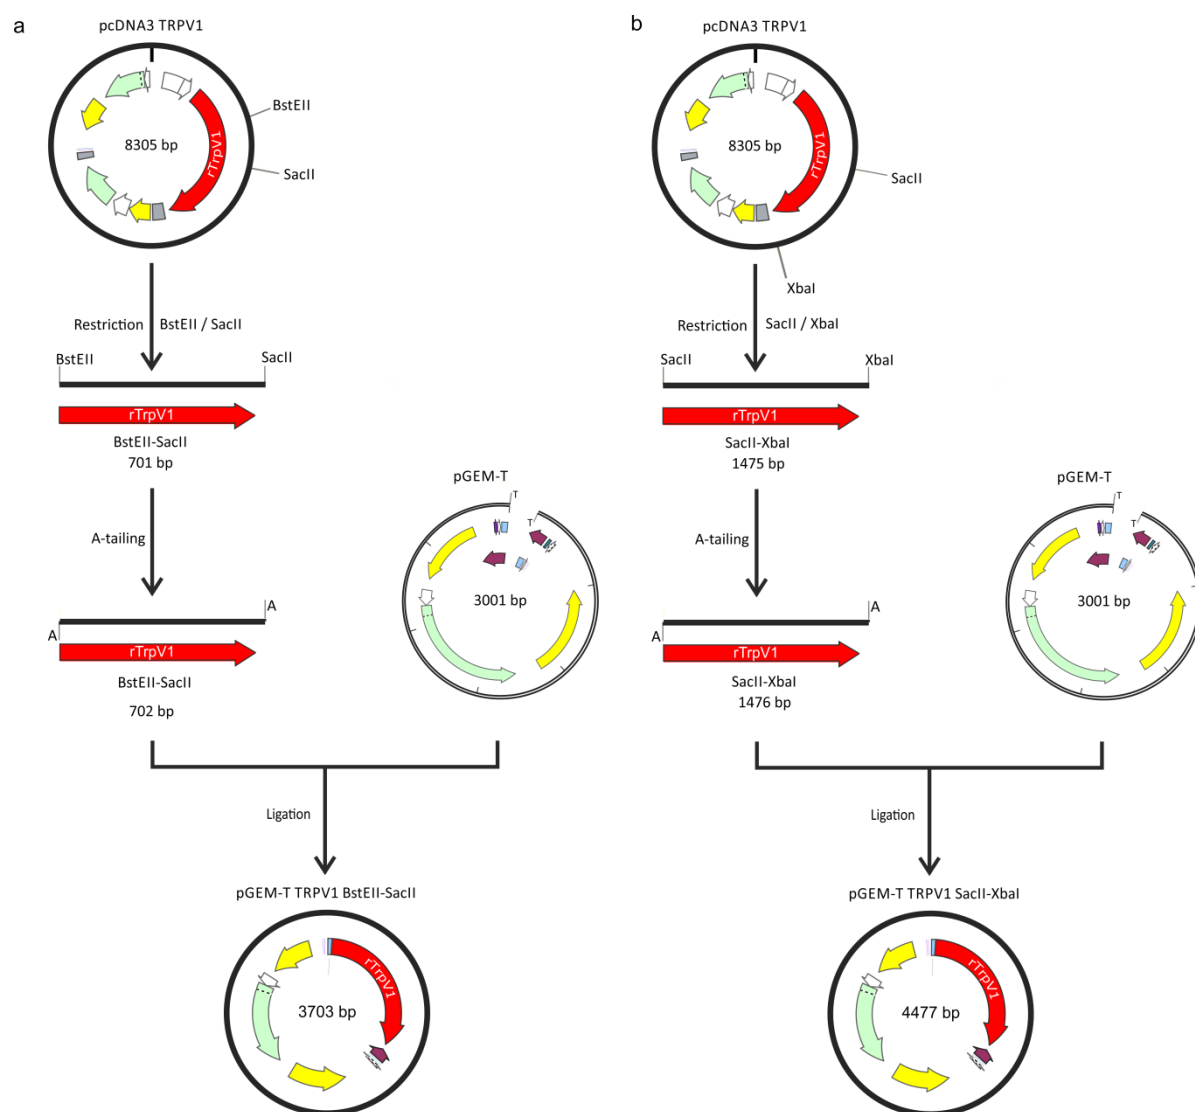 a
pcDNA3 TRPV1
BstEII
8305 bp
rTrpV1
SacII
Restriction
BstEII / SacII
BstEII
SacII
rTrpV1
BstEII-SacII
701 bp
pGEM-T
T
T
A-tailing
3001 bp
A
A
rTrpV1
BstEII-SacII
702 bp
Ligation
pGEM-T TRPV1 BstEII-SacII
rTrpV1
3703 bp
b
pcDNA3 TRPV1
8305 bp
rTrpV1
SacII
XbaI
Restriction
SacII / XbaI
SacII
XbaI
rTrpV1
SacII-XbaI
1475 bp
pGEM-T
T
T
A-tailing
3001 bp
A
A
rTrpV1
SacII-XbaI
1476 bp
Ligation
pGEM-T TRPV1 SacII-XbaI
rTrpV1
4477 bp